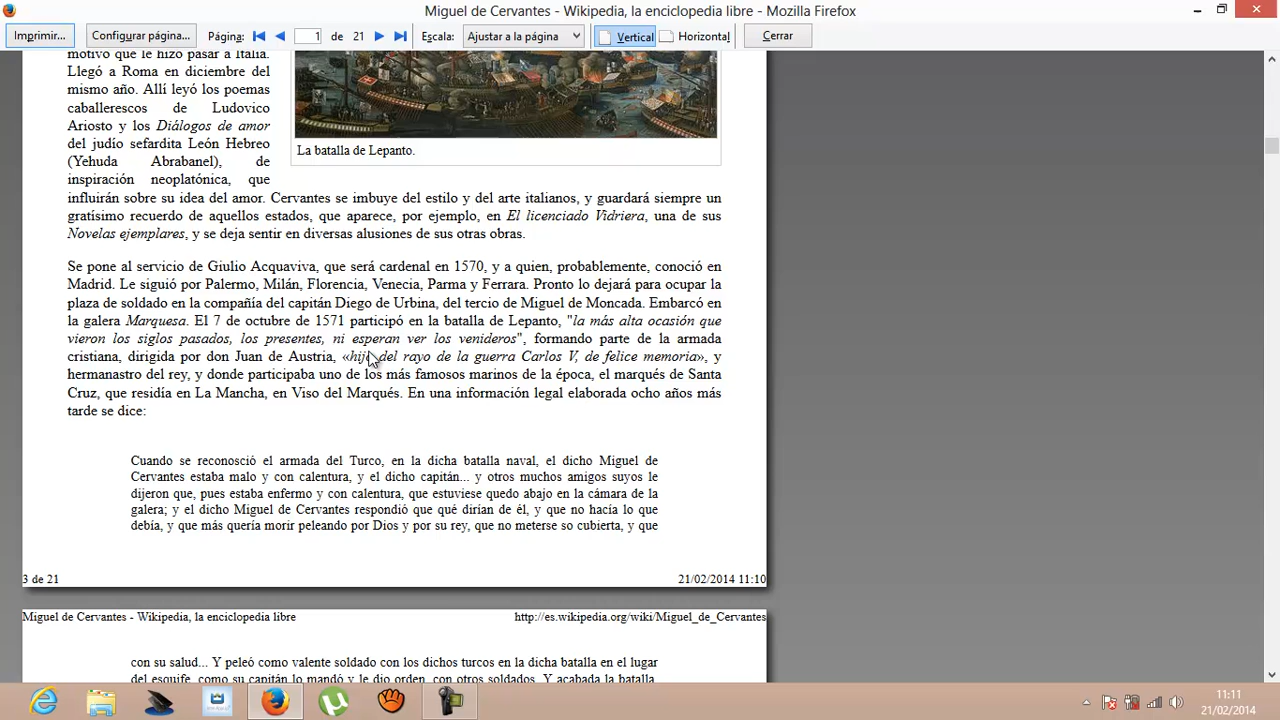 Miguel de Cervantes - Wikipedia, la enciclopedia libre - Mozilla Firefox
Imprimir... Configurar página... Página: 1 de 21 Escala: Ajustar a la página Vertical Horizontal Cerrar
motivo que le hizo pasar a Italia.
Llegó a Roma en diciembre del
mismo año. Allí leyó los poemas
caballerescos de Ludovico
Ariosto y los Diálogos de amor
del judío sefardita León Hebreo
(Yehuda Abrabanel), de
inspiración neoplatónica, que
La batalla de Lepanto.
influirán sobre su idea del amor. Cervantes se imbuye del estilo y del arte italianos, y guardará siempre un
gratísimo recuerdo de aquellos estados, que aparece, por ejemplo, en El licenciado Vidriera, una de sus
Novelas ejemplares, y se deja sentir en diversas alusiones de sus otras obras.
Se pone al servicio de Giulio Acquaviva, que será cardenal en 1570, y a quien, probablemente, conoció en
Madrid. Le siguió por Palermo, Milán, Florencia, Venecia, Parma y Ferrara. Pronto lo dejará para ocupar la
plaza de soldado en la compañía del capitán Diego de Urbina, del tercio de Miguel de Moncada. Embarcó en
la galera Marquesa. El 7 de octubre de 1571 participó en la batalla de Lepanto, "la más alta ocasión que
vieron los siglos pasados, los presentes, ni esperan ver los venideros", formando parte de la armada
cristiana, dirigida por don Juan de Austria, «hijo del rayo de la guerra Carlos V, de felice memoria», y
hermanastro del rey, y donde participaba uno de los más famosos marinos de la época, el marqués de Santa
Cruz, que residía en La Mancha, en Viso del Marqués. En una información legal elaborada ocho años más
tarde se dice:
Cuando se reconosció el armada del Turco, en la dicha batalla naval, el dicho Miguel de
Cervantes estaba malo y con calentura, y el dicho capitán... y otros muchos amigos suyos le
dijeron que, pues estaba enfermo y con calentura, que estuviese quedo abajo en la cámara de la
galera; y el dicho Miguel de Cervantes respondió que qué dirían de él, y que no hacía lo que
debía, y que más quería morir peleando por Dios y por su rey, que no meterse so cubierta, y que
3 de 21 21/02/2014 11:10
Miguel de Cervantes - Wikipedia, la enciclopedia libre http://es.wikipedia.org/wiki/Miguel_de_Cervantes
con su salud... Y peleó como valente soldado con los dichos turcos en la dicha batalla en el lugar
del esquife, como su capitán lo mandó y le dio orden, con otros soldados. Y acabada la batalla,
11:11
21/02/2014